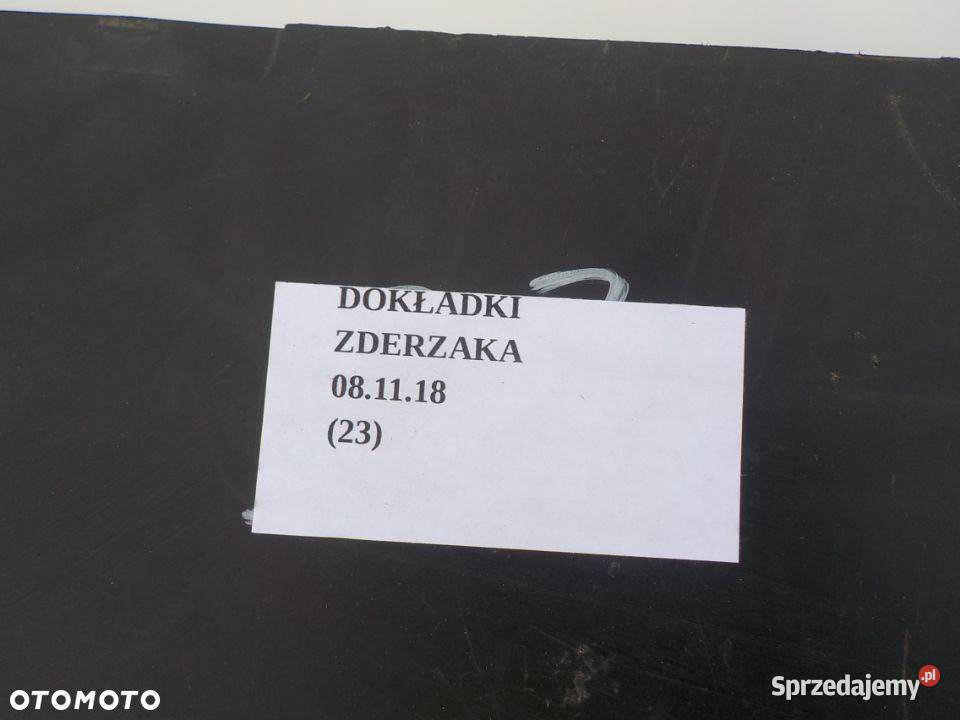 DOKŁADKI
ZDERZAKA
08.11.18
(23)
OTOMOTO
Sprzedajemy.pl